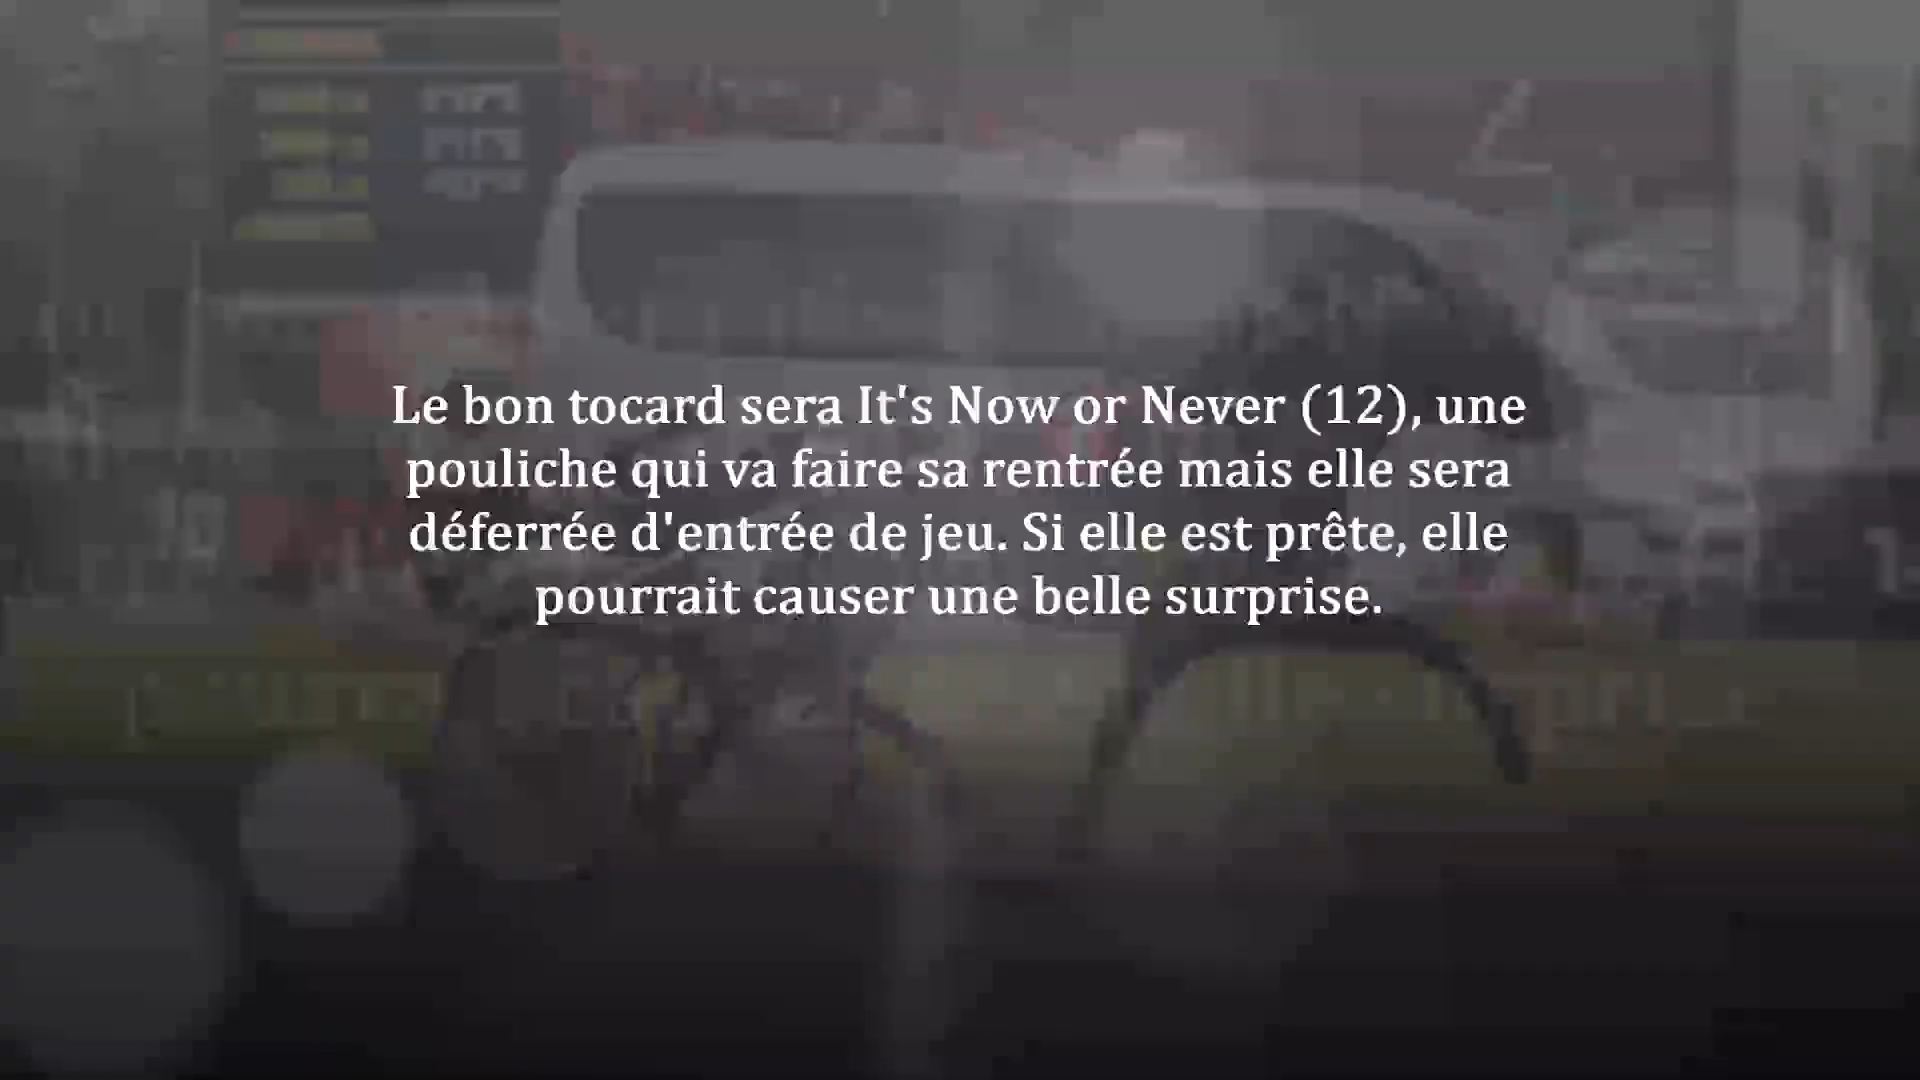 Le bon tocard sera It's Now or Never (12), une
pouliche qui va faire sa rentrée mais elle sera
déferrée d'entrée de jeu. Si elle est prête, elle
pourrait causer une belle surprise.